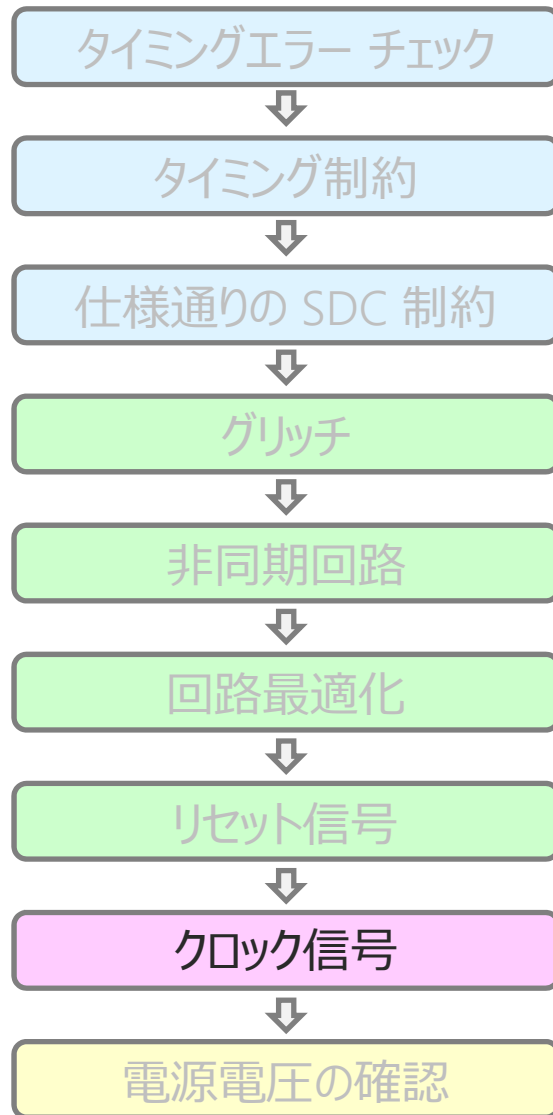 タイミングエラー チェック
タイミング制約
仕様通りの SDC 制約
グリッチ
非同期回路
回路最適化
リセット信号
クロック信号
電源電圧の確認